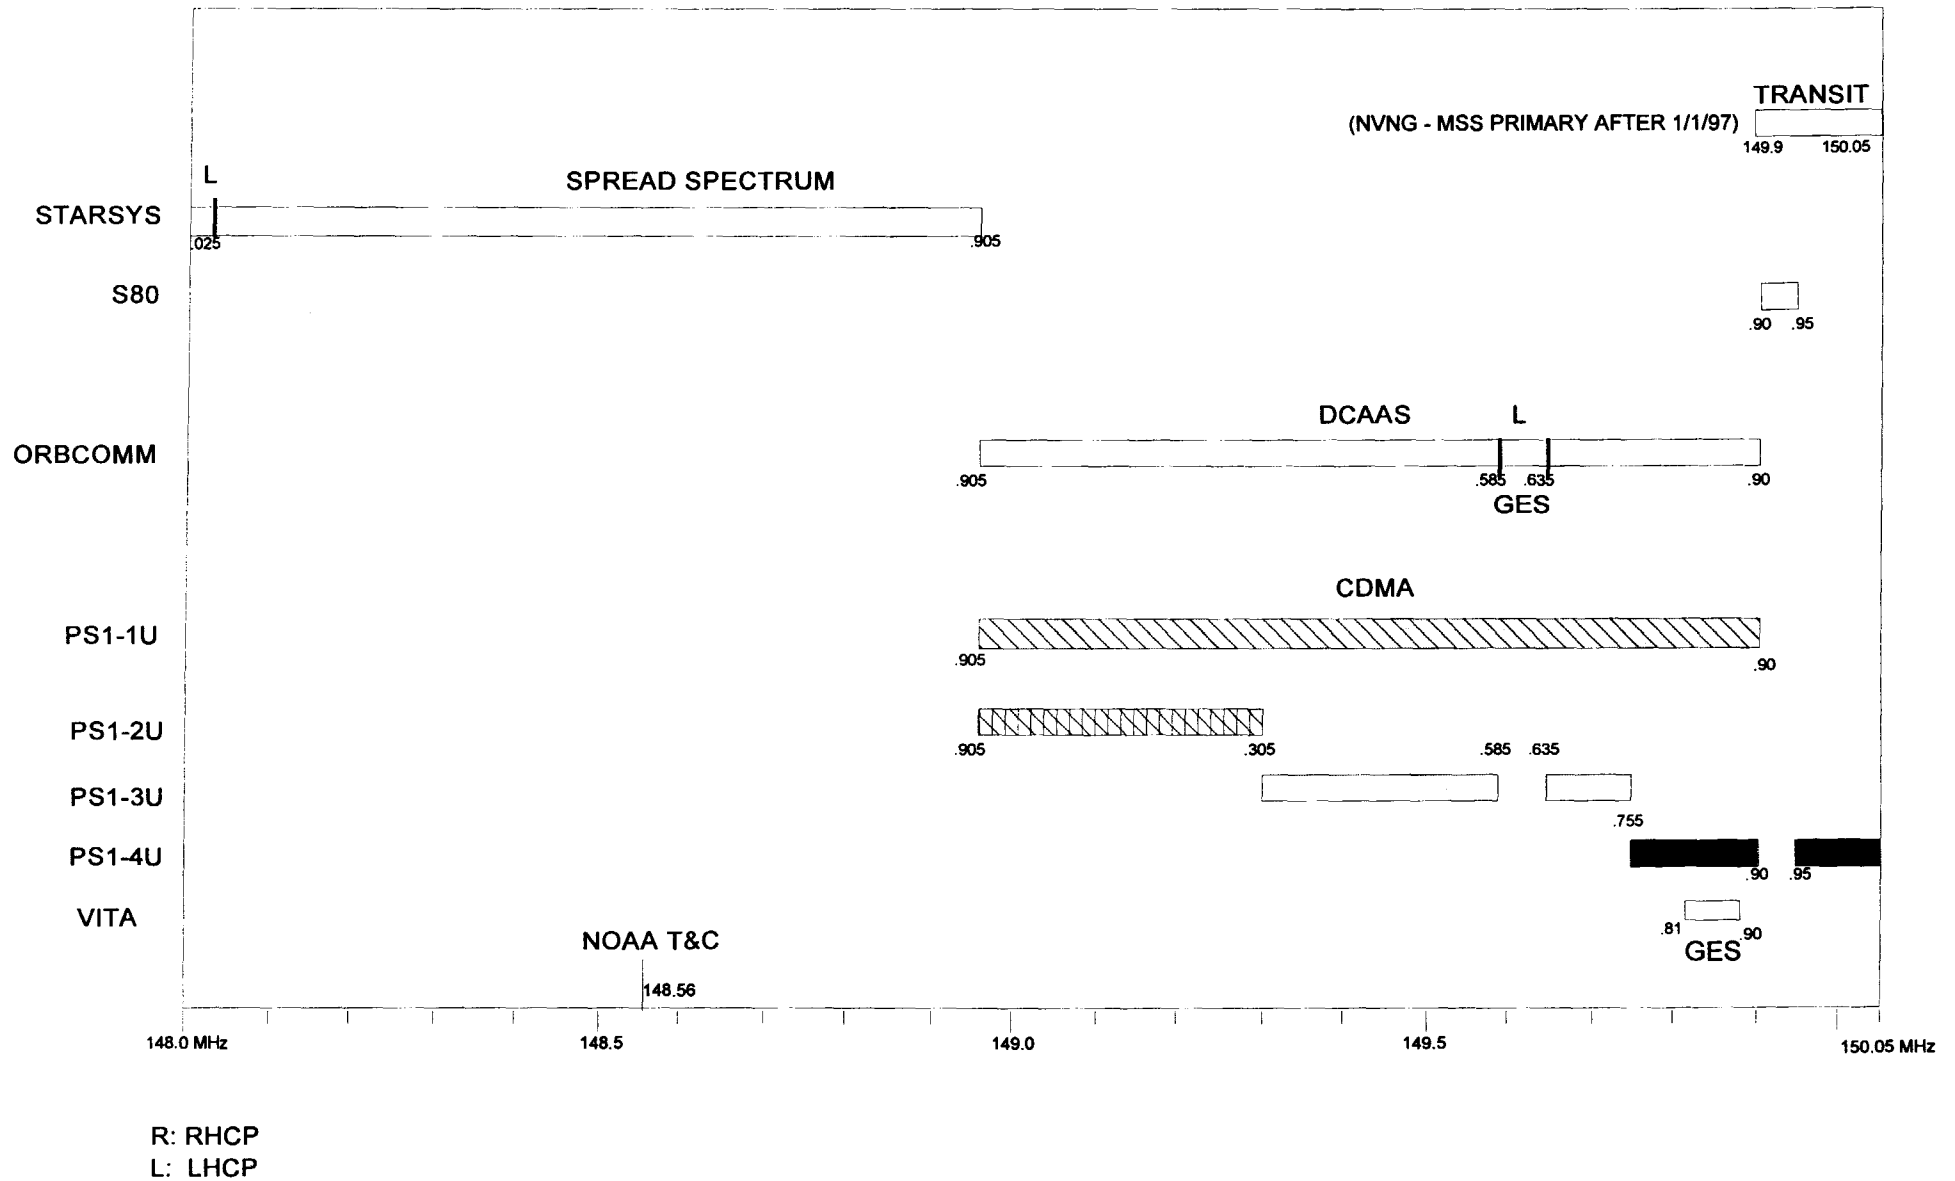 TRANSIT
(NVNG - MSS PRIMARY AFTER 1/1/97)
149.9 150.05
L
SPREAD SPECTRUM
STARSYS
.025 .905
S80
.90 .95
DCAAS L
ORBCOMM
.905 .585 .635 .90
GES
CDMA
PS1-1U
.905 .90
PS1-2U
.905 .305 .585 .635
PS1-3U
.755
PS1-4U
.90 .95
VITA
.81 .90
GES
NOAA T&C
148.56
148.0 MHz 148.5 149.0 149.5 150.05 MHz
R: RHCP
L: LHCP